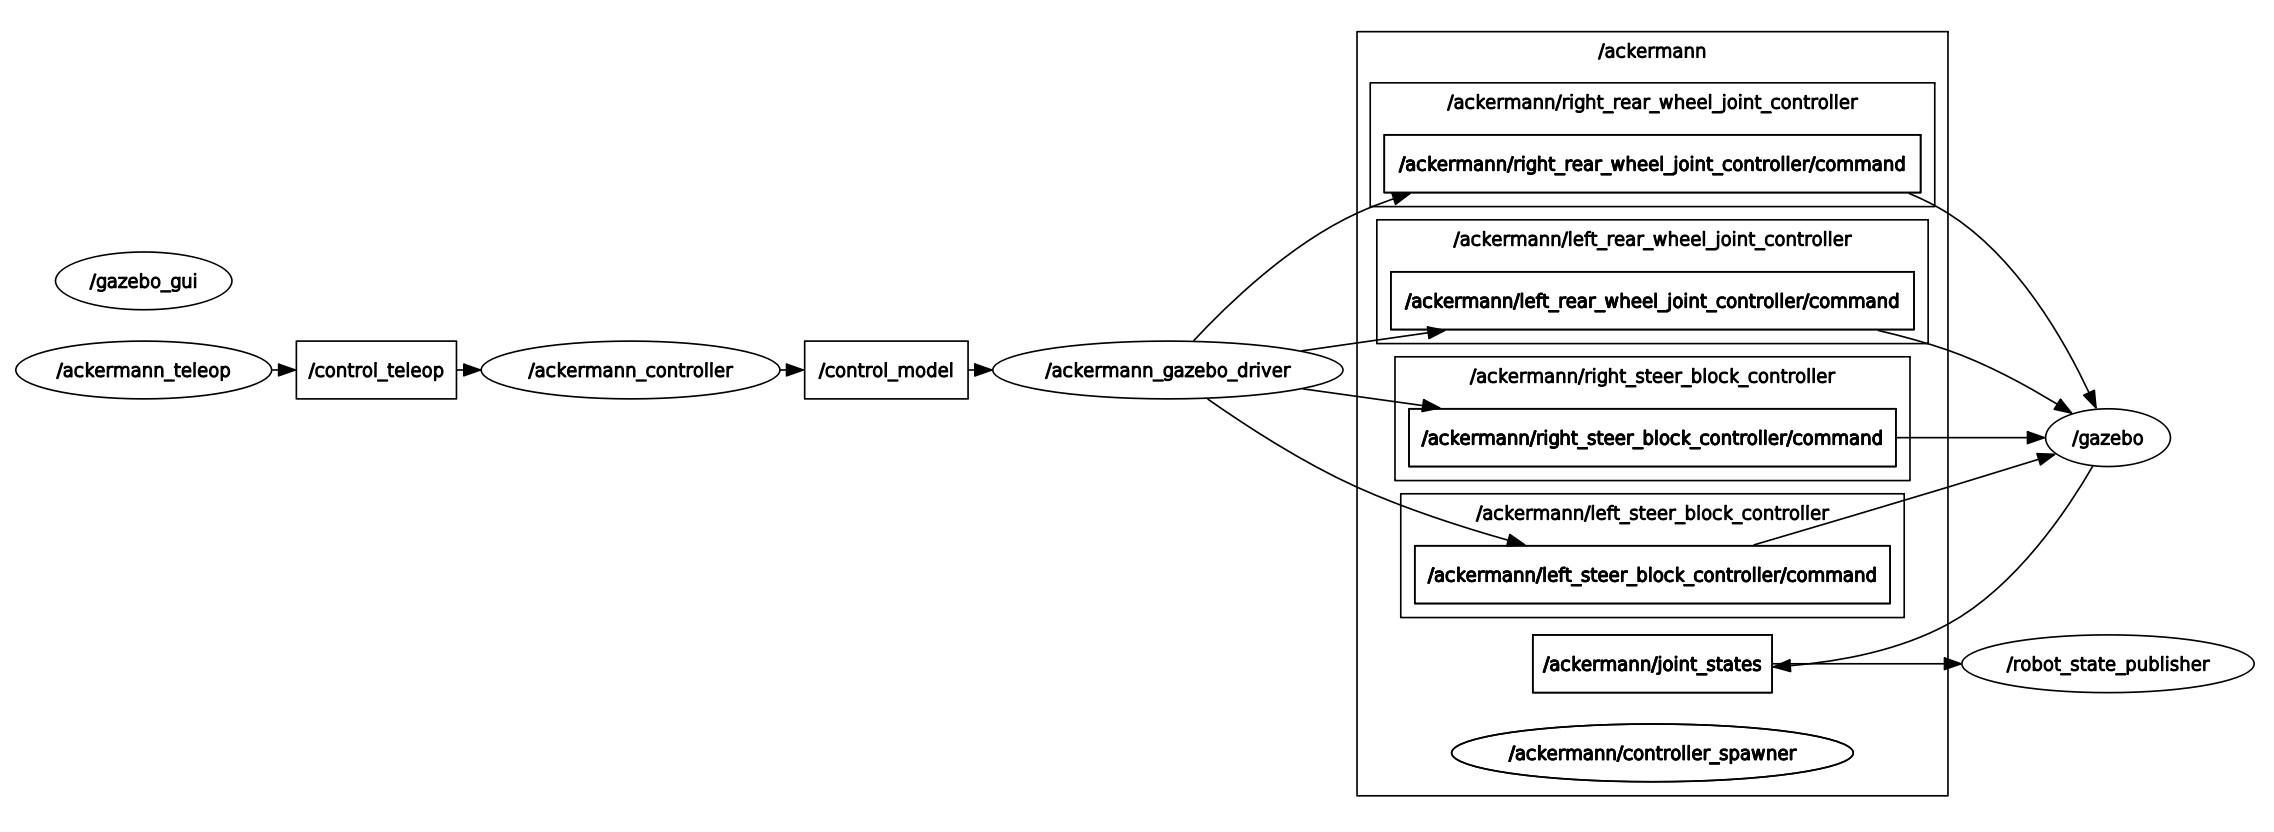 /ackermann
/ackermann/right_rear_wheel_joint_controller
/ackermann/right_rear_wheel_joint_controller/command
/ackermann/left_rear_wheel_joint_controller
/gazebo_gui
/ackermann/left_rear_wheel_joint_controller/command
/ackermann_teleop
/control_teleop
/ackermann_controller
/control_model
/ackermann_gazebo_driver
/ackermann/right_steer_block_controller
/ackermann/right_steer_block_controller/command
/gazebo
/ackermann/left_steer_block_controller
/ackermann/left_steer_block_controller/command
/ackermann/joint_states
/robot_state_publisher
/ackermann/controller_spawner